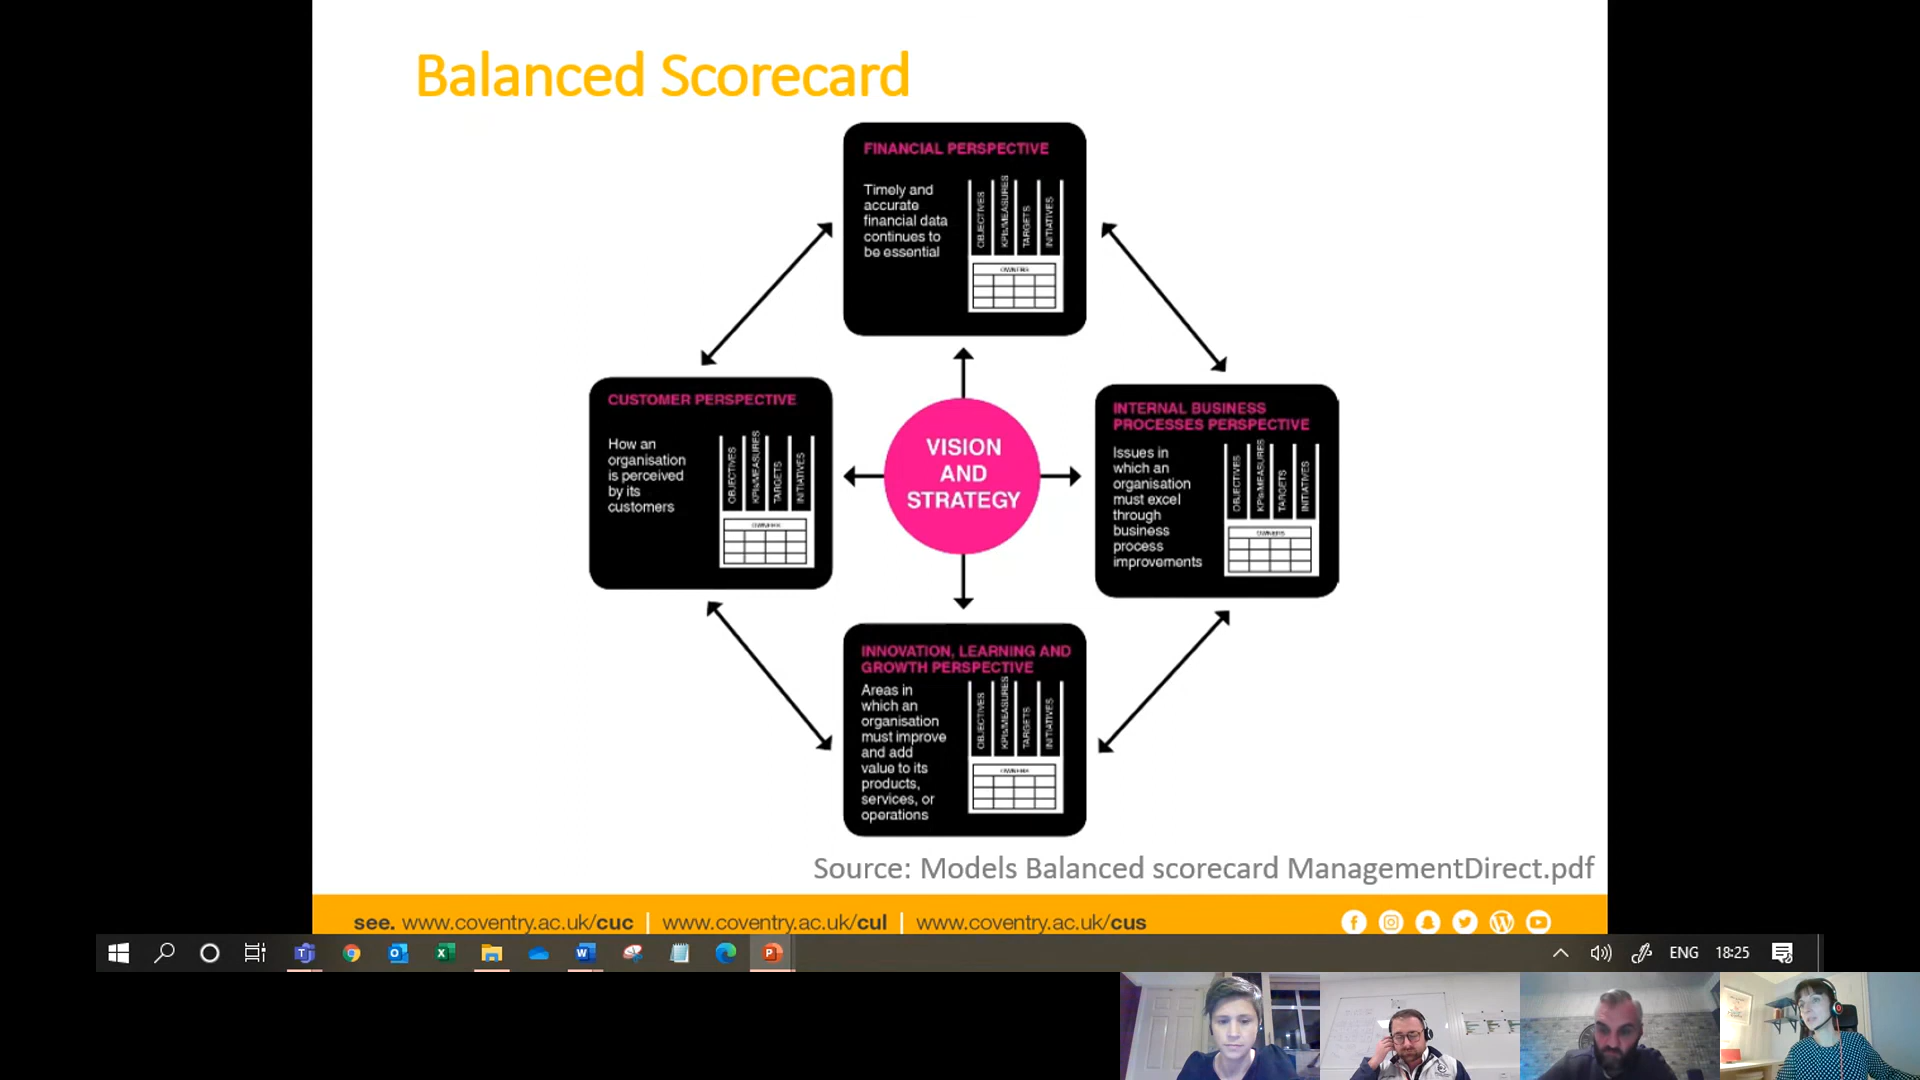 Balanced Scorecard
FINANCIAL PERSPECTIVE
Timely and
accurate
financial data
continues to
be essential
OBJECTIVES
KPIs/MEASURES
TARGETS
INITIATIVES
OWNERS
CUSTOMER PERSPECTIVE
How an
organisation
is perceived
by its
customers
OBJECTIVES
KPIs/MEASURES
TARGETS
INITIATIVES
OWNERS
VISION
AND
STRATEGY
INTERNAL BUSINESS
PROCESSES PERSPECTIVE
Issues in
which an
organisation
must excel
through
business
process
improvements
OBJECTIVES
KPIs/MEASURES
TARGETS
INITIATIVES
OWNERS
INNOVATION, LEARNING AND
GROWTH PERSPECTIVE
Areas in
which an
organisation
must improve
and add
value to its
products,
services, or
operations
OBJECTIVES
KPIs/MEASURES
TARGETS
INITIATIVES
OWNERS
Source: Models Balanced scorecard ManagementDirect.pdf
see. www.coventry.ac.uk/cuc | www.coventry.ac.uk/cul | www.coventry.ac.uk/cus
ENG 18:25